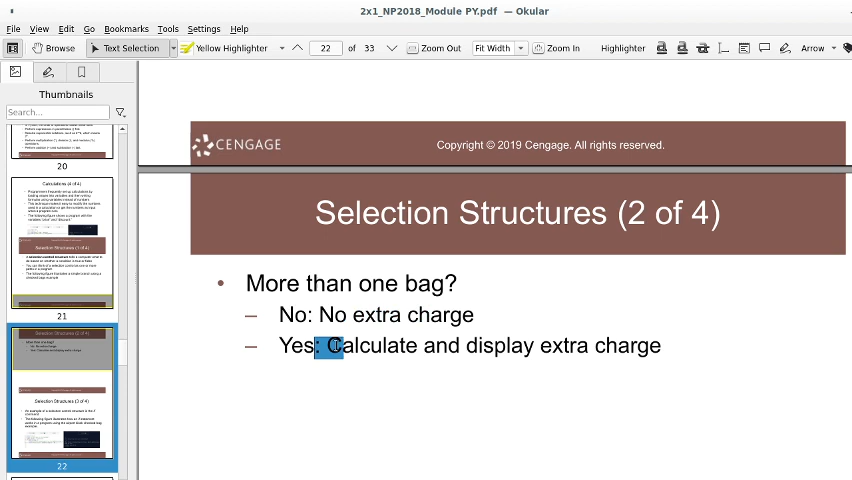 2x1_NP2018_Module PY.pdf — Okular
File View Edit Go Bookmarks Tools Settings Help
Browse Text Selection Yellow Highlighter 22 of 33 Zoom Out Fit Width Zoom In Highlighter Arrow
Thumbnails
Search...
20
Calculations (4 of 4)
Selection Structures (1 of 4)
21
Selection Structures (2 of 4)
Selection Structures (3 of 4)
22
CENGAGE Copyright © 2019 Cengage. All rights reserved.
Selection Structures (2 of 4)
• More than one bag?
– No: No extra charge
– Yes: Calculate and display extra charge